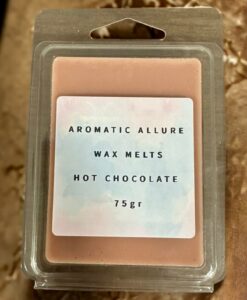 AROMATIC ALLURE
WAX MELTS
HOT CHOCOLATE
75gr